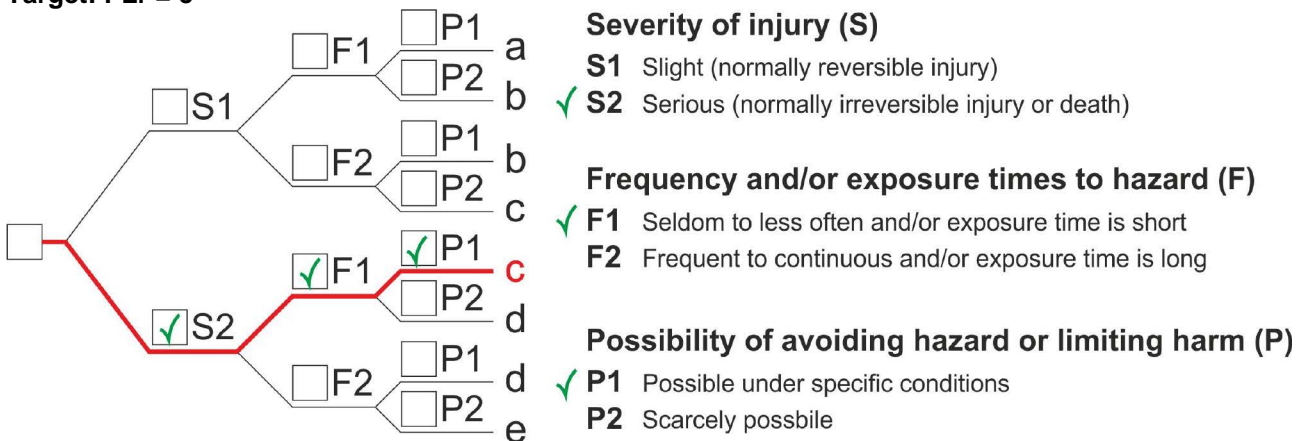 F1
P1
a
P2
b
S1
F2
P1
b
P2
c
F1
P1
c
P2
d
S2
F2
P1
d
P2
e
Severity of injury (S)
S1 Slight (normally reversible injury)
S2 Serious (normally irreversible injury or death)
Frequency and/or exposure times to hazard (F)
F1 Seldom to less often and/or exposure time is short
F2 Frequent to continuous and/or exposure time is long
Possibility of avoiding hazard or limiting harm (P)
P1 Possible under specific conditions
P2 Scarcely possbile